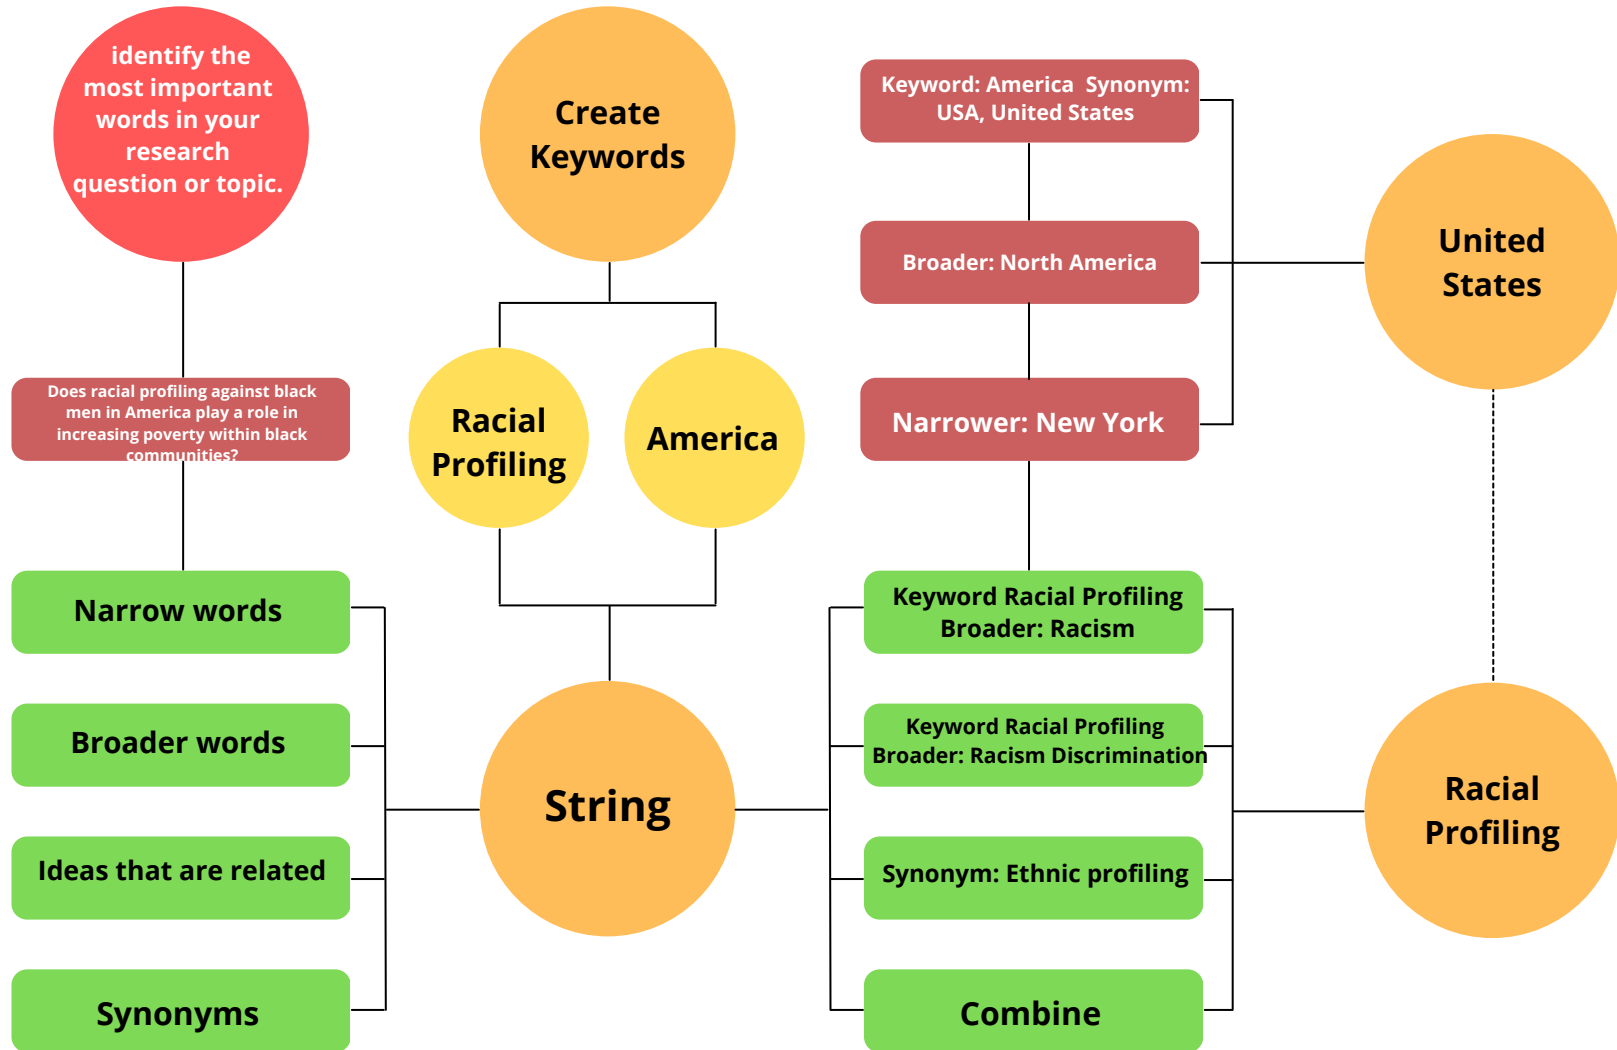 identify the
most important
words in your
research
question or topic.
Does racial profiling against black
men in America play a role in
increasing poverty within black
communities?
Narrow words
Broader words
Ideas that are related
Synonyms
Create
Keywords
Racial
Profiling
America
String
Keyword: America  Synonym:
USA, United States
Broader: North America
Narrower: New York
Keyword Racial Profiling
Broader: Racism
Keyword Racial Profiling
Broader: Racism Discrimination
Synonym: Ethnic profiling
Combine
United
States
Racial
Profiling